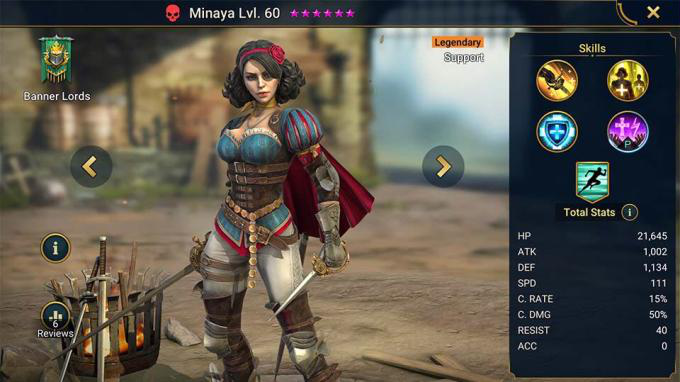 Minaya Lvl. 60
Banner Lords
Legendary
Support
6
Reviews
Skills
P
Total Stats
HP 21,645
ATK 1,002
DEF 1,134
SPD 111
C. RATE 15%
C. DMG 50%
RESIST 40
ACC 0